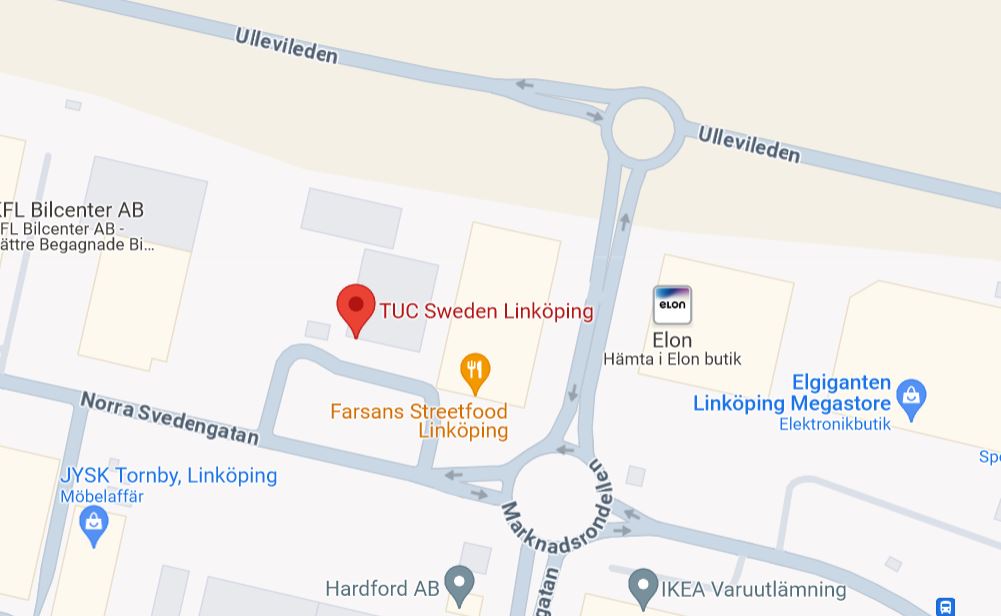 Ullevileden
Ullevileden
KFL Bilcenter AB
FL Bilcenter AB -
ättre Begagnade Bi...
TUC Sweden Linköping
eLON
Elon
Hämta i Elon butik
Farsans Streetfood
Linköping
Elgiganten
Linköping Megastore
Elektronikbutik
Norra Svedengatan
Spe
JYSK Tornby, Linköping
Möbelaffär
Marknadsrondellen
Hardford AB
gatan
IKEA Varuutlämning